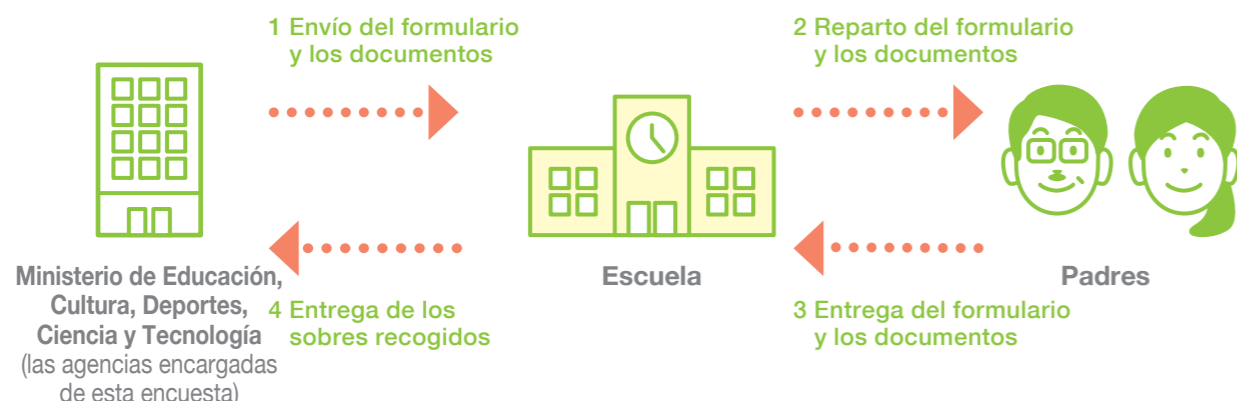 1 Envío del formulario
y los documentos
2 Reparto del formulario
y los documentos
Ministerio de Educación,
Cultura, Deportes,
Ciencia y Tecnología
(las agencias encargadas
de esta encuesta)
Escuela
Padres
3 Entrega del formulario
y los documentos
4 Entrega de los
sobres recogidos